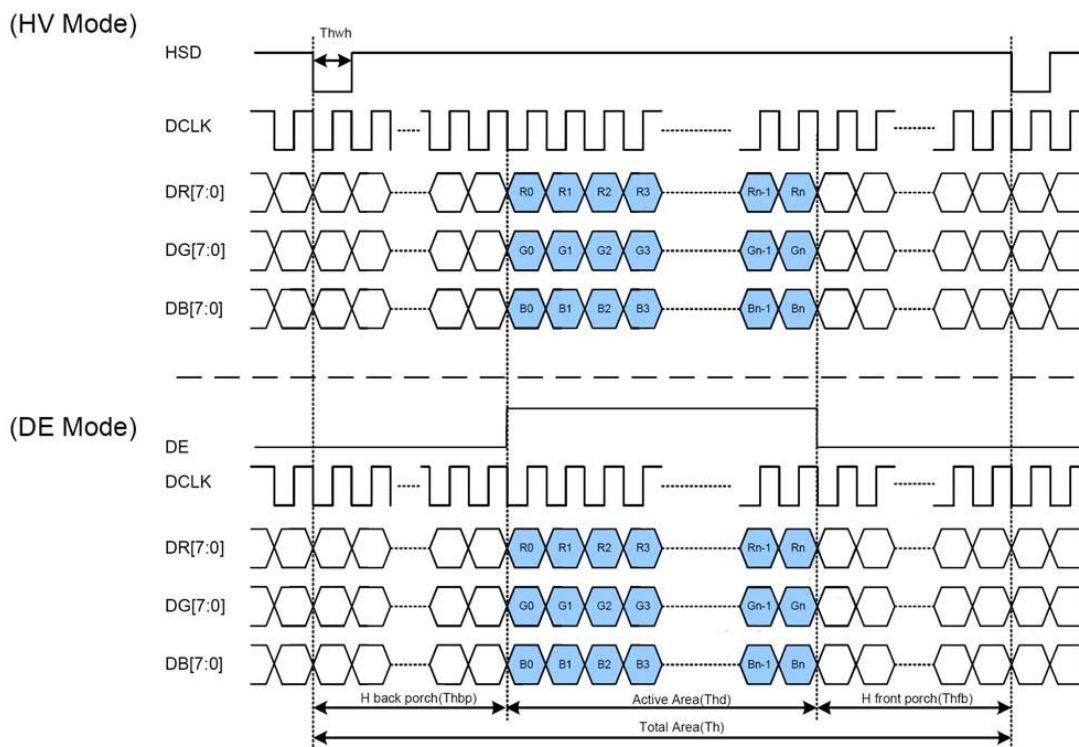 (HV Mode)
Thwh
HSD
DCLK
DR[7:0] R0 R1 R2 R3 Rn-1 Rn
DG[7:0] G0 G1 G2 G3 Gn-1 Gn
DB[7:0] B0 B1 B2 B3 Bn-1 Bn
(DE Mode)
DE
DCLK
DR[7:0] R0 R1 R2 R3 Rn-1 Rn
DG[7:0] G0 G1 G2 G3 Gn-1 Gn
DB[7:0] B0 B1 B2 B3 Bn-1 Bn
H back porch(Thbp) Active Area(Thd) H front porch(Thfb)
Total Area(Th)